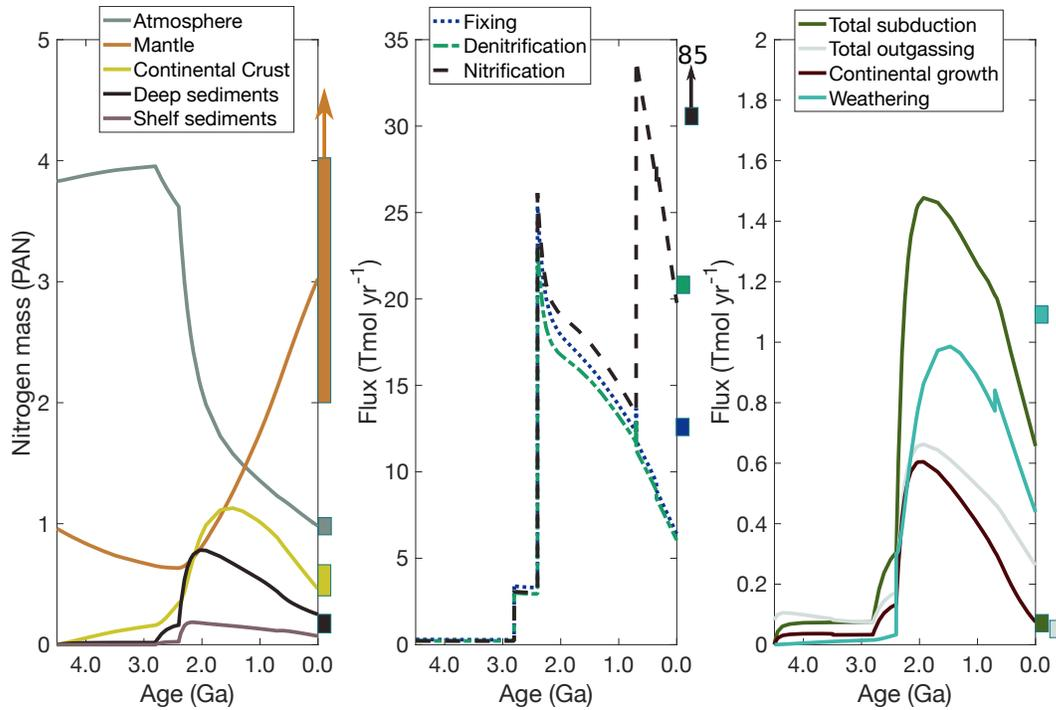 Atmosphere
Mantle
Continental Crust
Deep sediments
Shelf sediments
5
4
3
2
1
0
Nitrogen mass (PAN)
4.0 3.0 2.0 1.0 0.0
Age (Ga)
Fixing
Denitrification
Nitrification
85
35
30
25
20
15
10
5
0
Flux (Tmol yr-1)
4.0 3.0 2.0 1.0 0.0
Age (Ga)
Total subduction
Total outgassing
Continental growth
Weathering
2
1.8
1.6
1.4
1.2
1
0.8
0.6
0.4
0.2
0
Flux (Tmol yr-1)
4.0 3.0 2.0 1.0 0.0
Age (Ga)